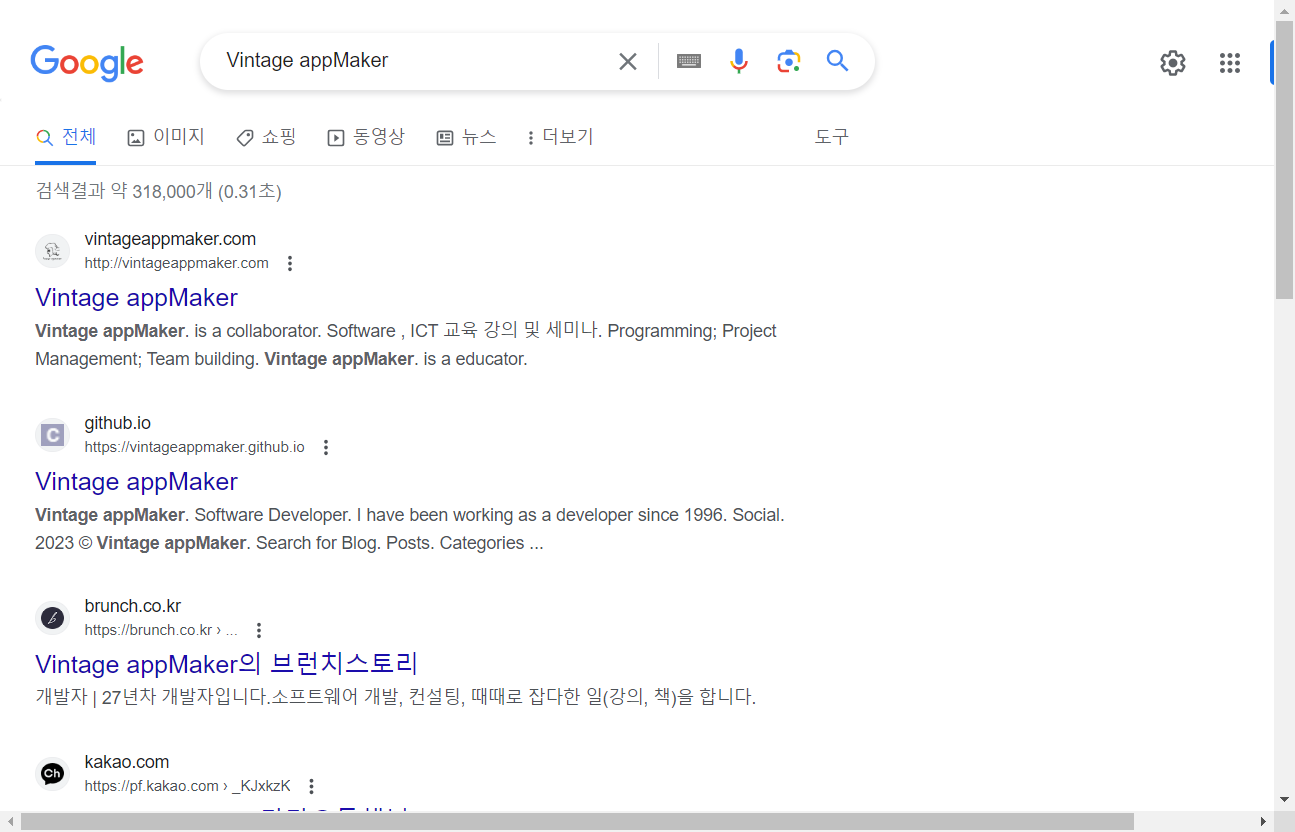 Google
Vintage appMaker
전체 이미지 쇼핑 동영상 뉴스 더보기 도구
검색결과 약 318,000개 (0.31초)
vintageappmaker.com
http://vintageappmaker.com
Vintage appMaker
Vintage appMaker. is a collaborator. Software , ICT 교육 강의 및 세미나. Programming; Project
Management; Team building. Vintage appMaker. is a educator.
C
github.io
https://vintageappmaker.github.io
Vintage appMaker
Vintage appMaker. Software Developer. I have been working as a developer since 1996. Social.
2023 © Vintage appMaker. Search for Blog. Posts. Categories ...
b
brunch.co.kr
https://brunch.co.kr › ...
Vintage appMaker의 브런치스토리
개발자 | 27년차 개발자입니다.소프트웨어 개발, 컨설팅, 때때로 잡다한 일(강의, 책)을 합니다.
Ch
kakao.com
https://pf.kakao.com › _KJxkzK